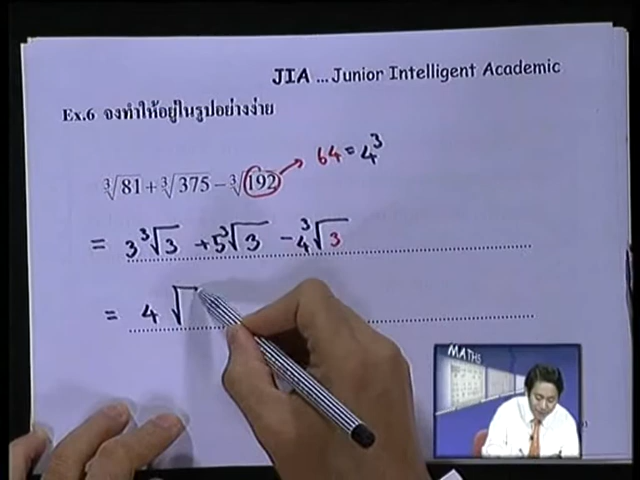 JIA ... Junior Intelligent Academic
Ex.6 จงทำให้อยู่ในรูปอย่างง่าย
64 = 4³
∛81 + ∛375 − ∛192
= 3∛3 + 5∛3 − 4∛3
= 4√
MATHS